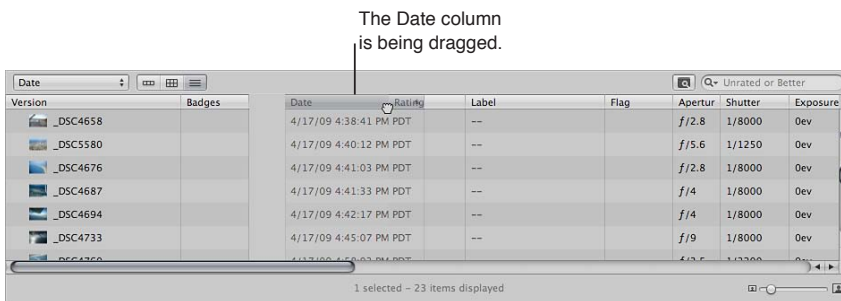 The Date column
is being dragged.
Date Unrated or Better
Version Badges Date Rating Label Flag Apertur Shutter Exposure
_DSC4658 4/17/09 4:38:41 PM PDT -- ƒ/2.8 1/8000 0ev
_DSC5580 4/17/09 4:40:12 PM PDT -- ƒ/5.6 1/1250 0ev
_DSC4676 4/17/09 4:41:03 PM PDT -- ƒ/2.8 1/8000 0ev
_DSC4687 4/17/09 4:41:33 PM PDT -- ƒ/4 1/8000 0ev
_DSC4694 4/17/09 4:42:17 PM PDT -- ƒ/4 1/8000 0ev
_DSC4733 4/17/09 4:45:07 PM PDT -- ƒ/9 1/8000 0ev
1 selected – 23 items displayed